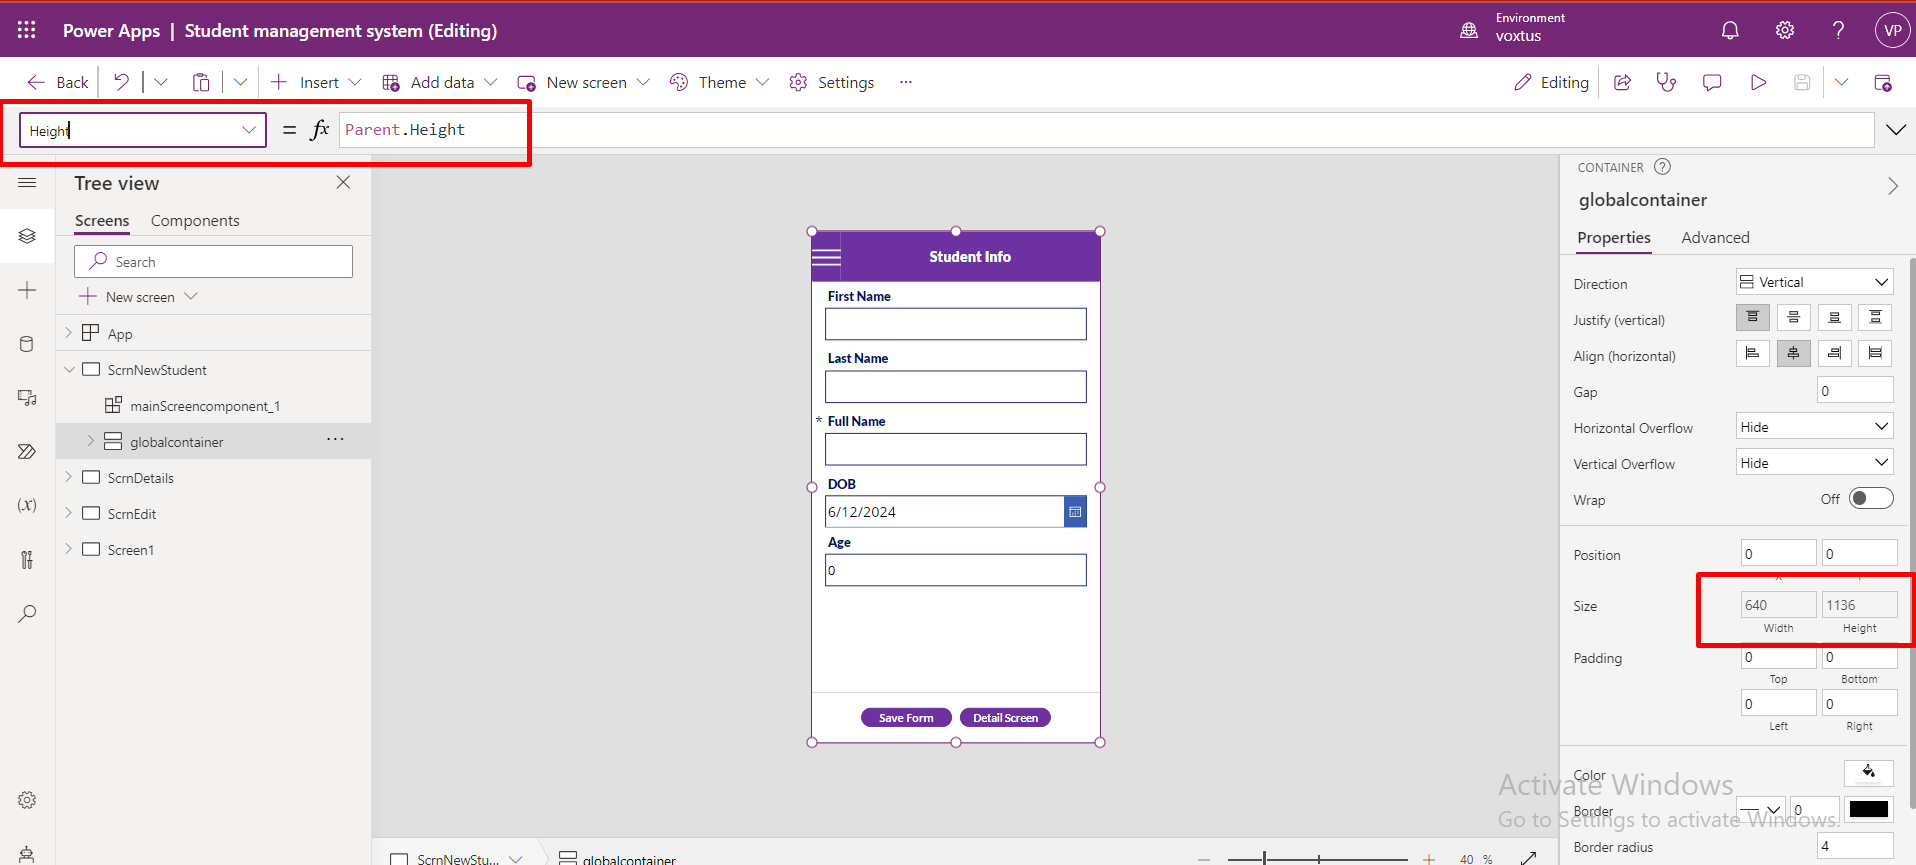 Power Apps | Student management system (Editing)
Environment
voxtus
VP
Back
Insert
Add data
New screen
Theme
Settings
...
Editing
Height
= fx Parent.Height
Tree view
Screens Components
Search
New screen
App
ScrnNewStudent
mainScreencomponent_1
globalcontainer ...
ScrnDetails
ScrnEdit
Screen1
(x)
Student Info
First Name
Last Name
* Full Name
DOB
6/12/2024
Age
0
Save Form Detail Screen
ScrnNewStu... globalcontainer
40 %
CONTAINER ?
globalcontainer
Properties Advanced
Direction Vertical
Justify (vertical)
Align (horizontal)
Gap 0
Horizontal Overflow Hide
Vertical Overflow Hide
Wrap Off
Position 0 0
Size 640 1136
Width Height
Padding 0 0
Top Bottom
0 0
Left Right
Color
Border 0
Border radius 4
Activate Windows
Go to Settings to activate Windows.